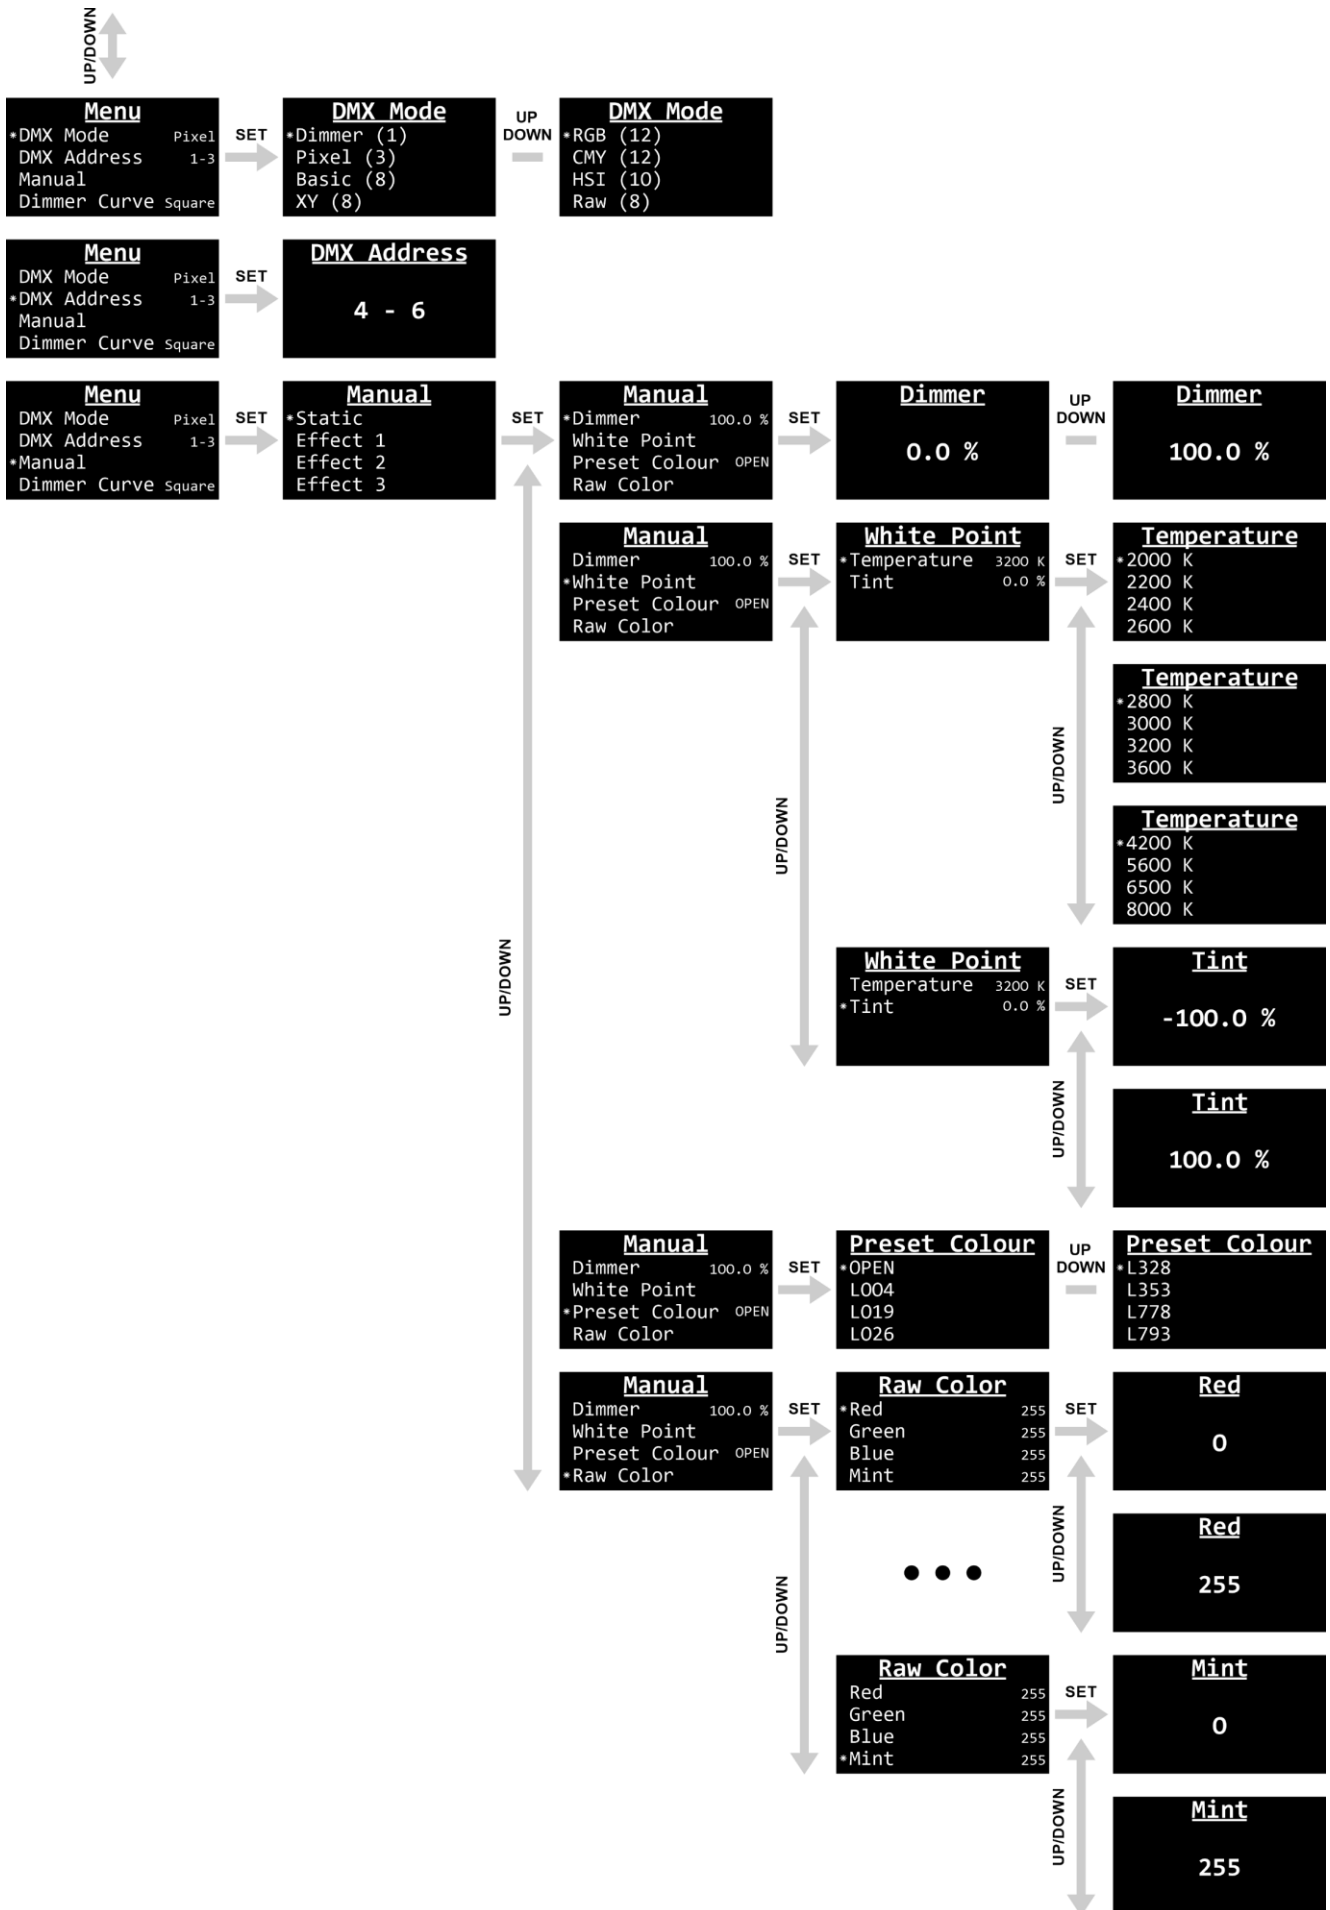 UP/DOWN
Menu
*DMX Mode Pixel
DMX Address 1-3
Manual
Dimmer Curve Square
SET
DMX Mode
*Dimmer (1)
Pixel (3)
Basic (8)
XY (8)
UP
DOWN
DMX Mode
*RGB (12)
CMY (12)
HSI (10)
Raw (8)
Menu
DMX Mode Pixel
*DMX Address 1-3
Manual
Dimmer Curve Square
SET
DMX Address
4 - 6
Menu
DMX Mode Pixel
DMX Address 1-3
*Manual
Dimmer Curve Square
SET
Manual
*Static
Effect 1
Effect 2
Effect 3
SET
Manual
*Dimmer 100.0 %
White Point
Preset Colour OPEN
Raw Color
SET
Dimmer
0.0 %
UP
DOWN
Dimmer
100.0 %
UP/DOWN
Manual
Dimmer 100.0 %
*White Point
Preset Colour OPEN
Raw Color
SET
White Point
*Temperature 3200 K
Tint 0.0 %
SET
Temperature
*2000 K
2200 K
2400 K
2600 K
UP/DOWN
Temperature
*2800 K
3000 K
3200 K
3600 K
UP/DOWN
Temperature
*4200 K
5600 K
6500 K
8000 K
White Point
Temperature 3200 K
*Tint 0.0 %
SET
Tint
-100.0 %
UP/DOWN
Tint
100.0 %
Manual
Dimmer 100.0 %
White Point
*Preset Colour OPEN
Raw Color
SET
Preset Colour
*OPEN
L004
L019
L026
UP
DOWN
Preset Colour
*L328
L353
L778
L793
Manual
Dimmer 100.0 %
White Point
Preset Colour OPEN
*Raw Color
SET
Raw Color
*Red 255
Green 255
Blue 255
Mint 255
SET
Red
0
UP/DOWN
Red
255
UP/DOWN
• • •
Raw Color
Red 255
Green 255
Blue 255
*Mint 255
SET
Mint
0
UP/DOWN
Mint
255